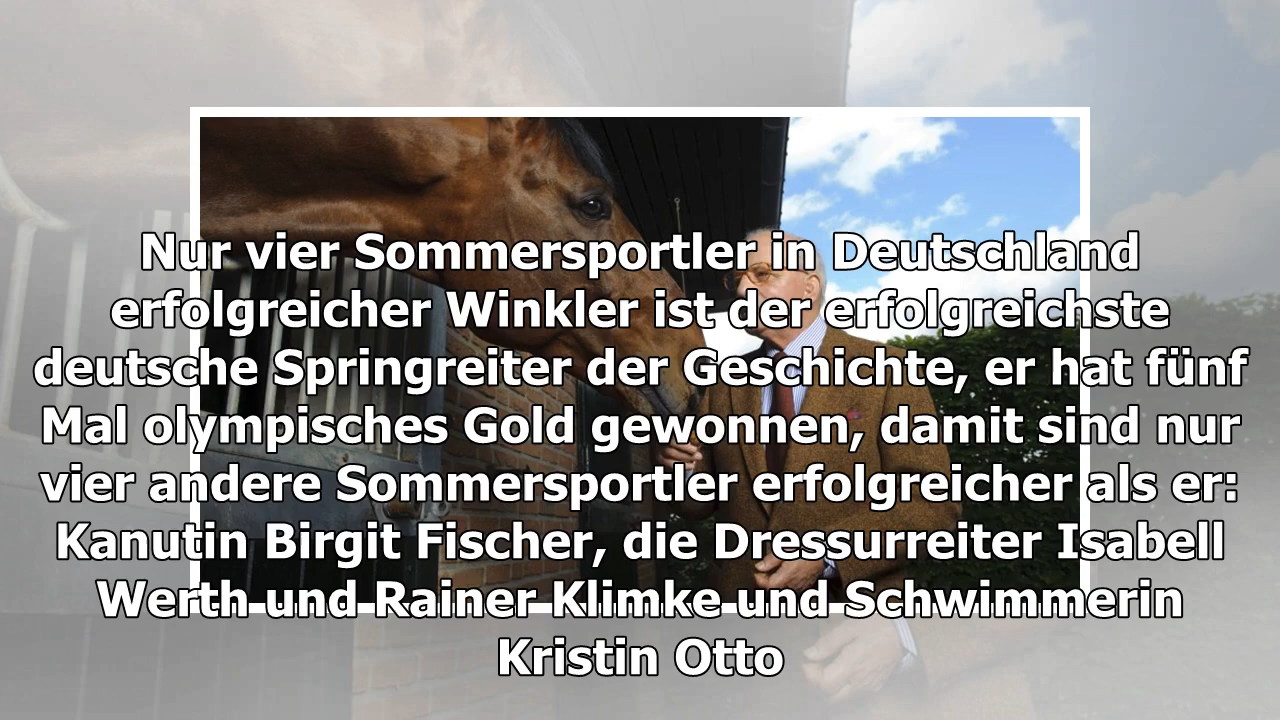 Nur vier Sommersportler in Deutschland
erfolgreicher Winkler ist der erfolgreichste
deutsche Springreiter der Geschichte, er hat fünf
Mal olympisches Gold gewonnen, damit sind nur
vier andere Sommersportler erfolgreicher als er:
Kanutin Birgit Fischer, die Dressurreiter Isabell
Werth und Rainer Klimke und Schwimmerin
Kristin Otto